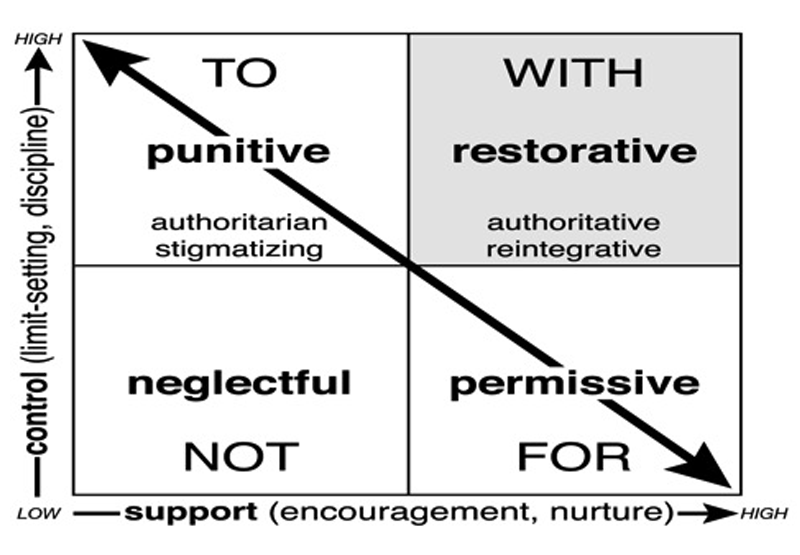 HIGH
TO
punitive
authoritarian
stigmatizing
WITH
restorative
authoritative
reintegrative
control (limit-setting, discipline)
neglectful
NOT
permissive
FOR
LOW
support (encouragement, nurture)
HIGH